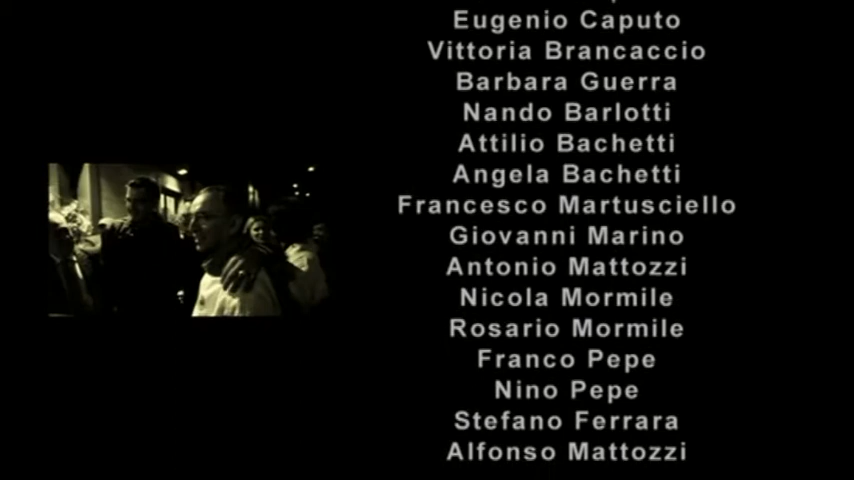 Eugenio Caputo
Vittoria Brancaccio
Barbara Guerra
Nando Barlotti
Attilio Bachetti
Angela Bachetti
Francesco Martusciello
Giovanni Marino
Antonio Mattozzi
Nicola Mormile
Rosario Mormile
Franco Pepe
Nino Pepe
Stefano Ferrara
Alfonso Mattozzi